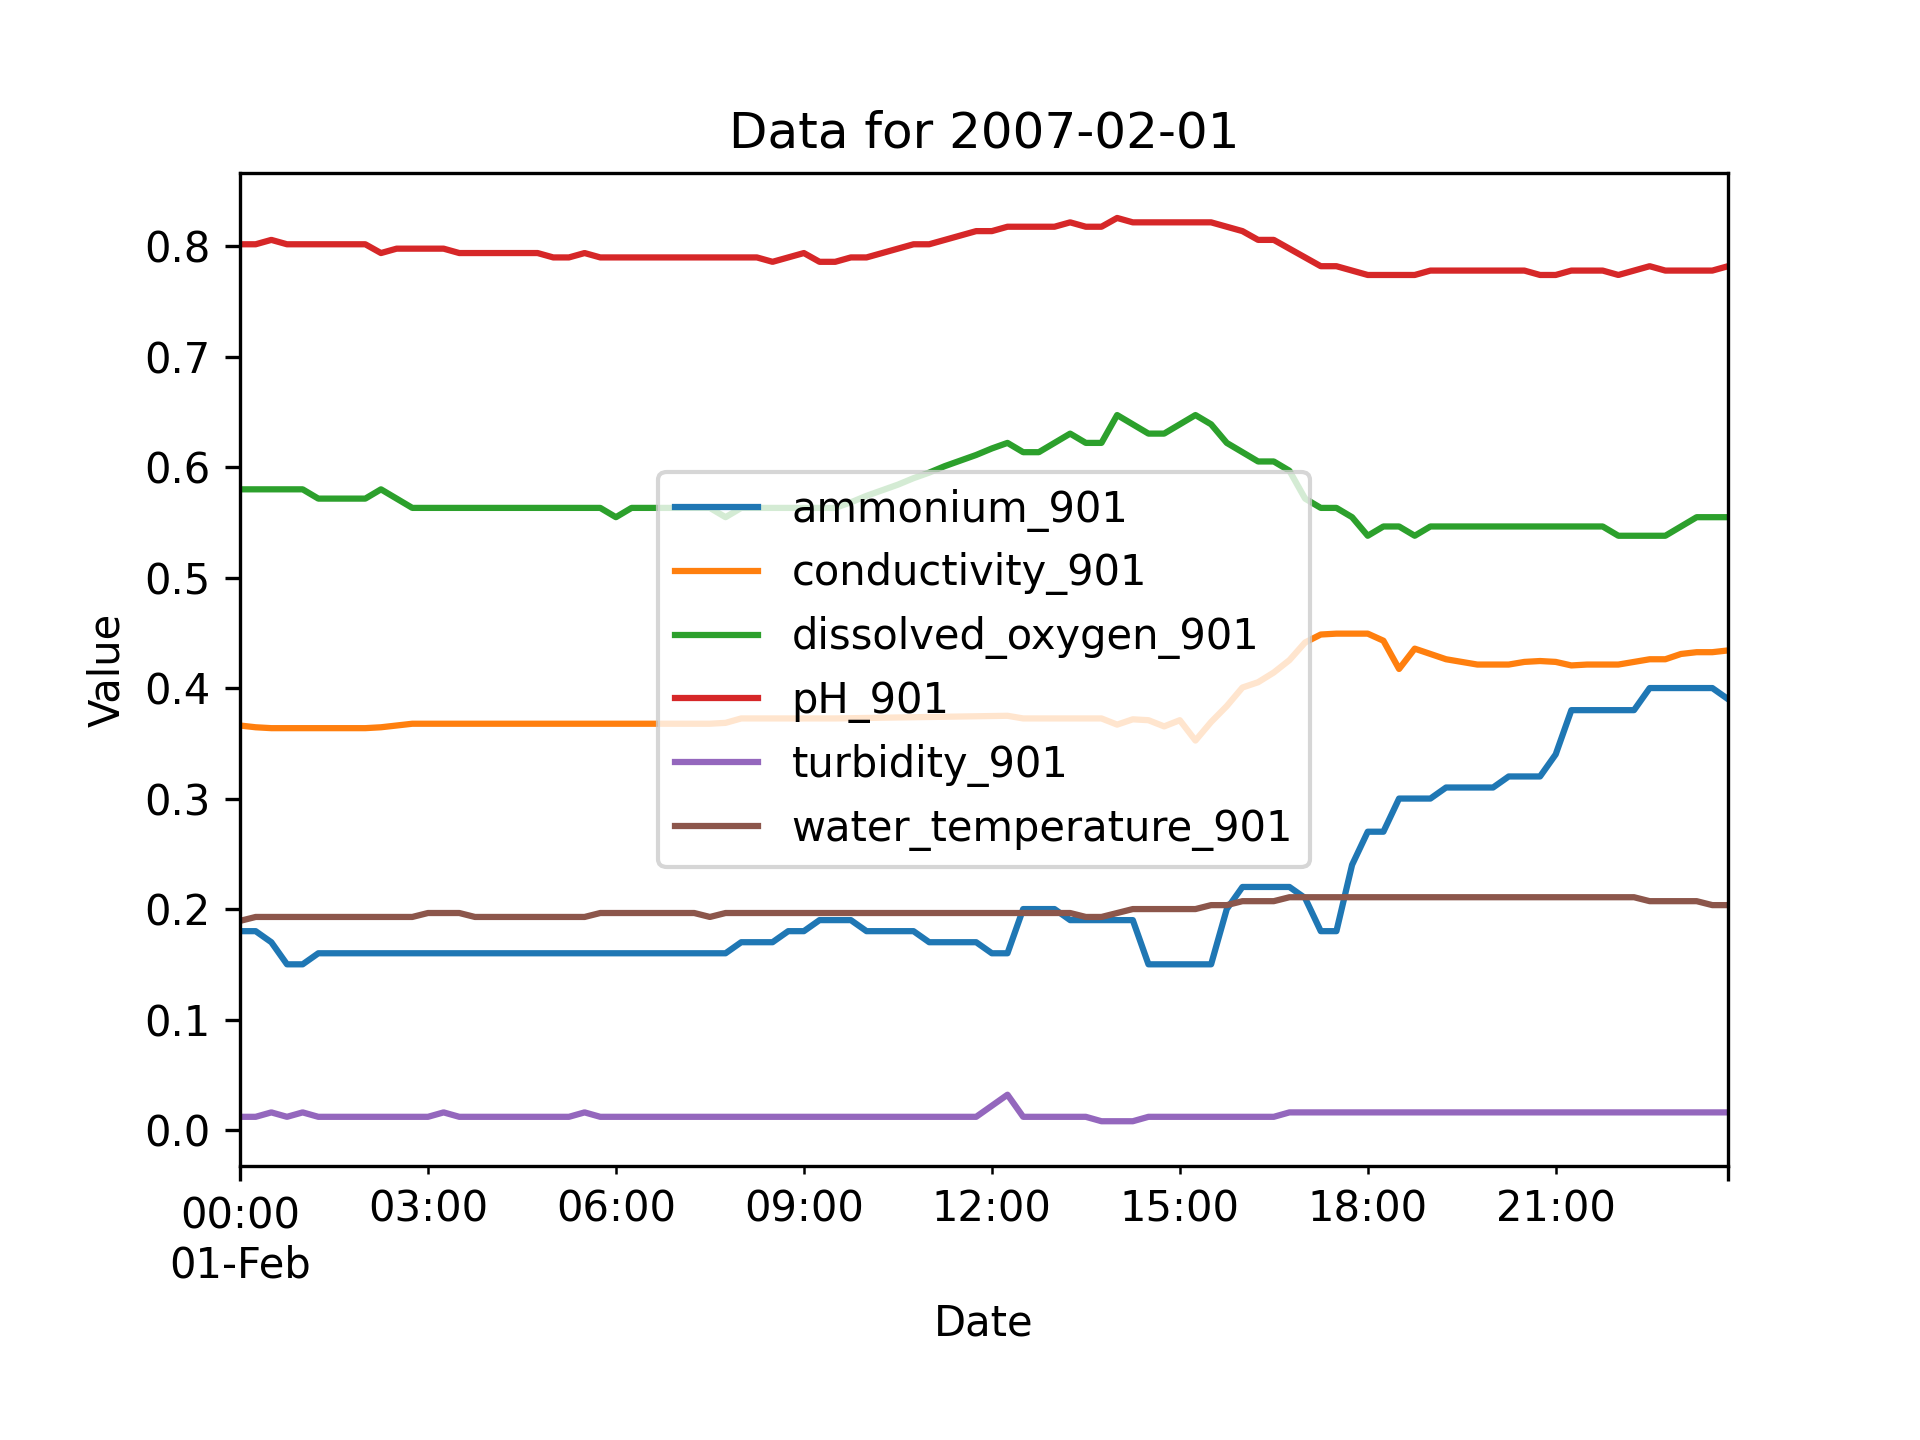 Data for 2007-02-01
Value
0.8
0.7
0.6
0.5
0.4
0.3
0.2
0.1
0.0
ammonium_901
conductivity_901
dissolved_oxygen_901
pH_901
turbidity_901
water_temperature_901
00:00 03:00 06:00 09:00 12:00 15:00 18:00 21:00
01-Feb
Date